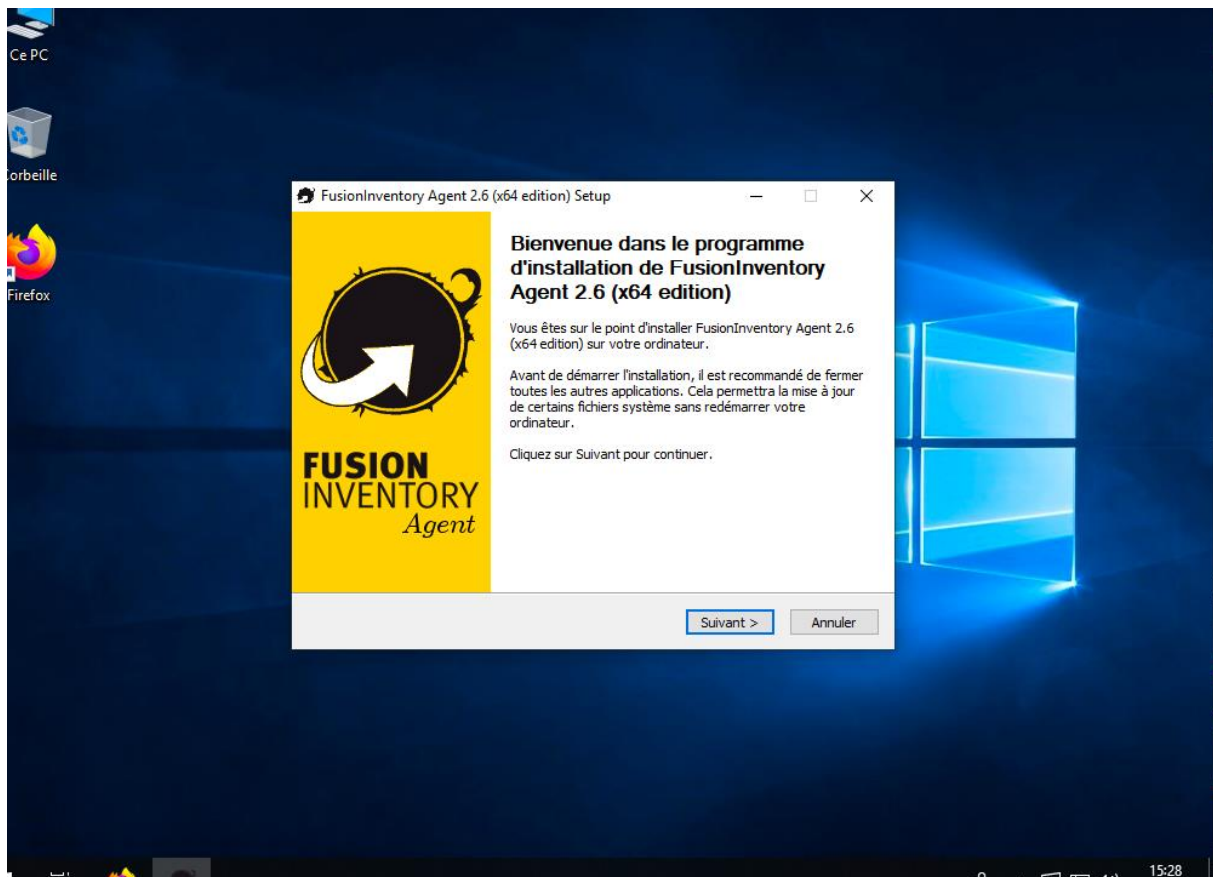 Ce PC
Corbeille
Firefox
FusionInventory Agent 2.6 (x64 edition) Setup
Bienvenue dans le programme
d'installation de FusionInventory
Agent 2.6 (x64 edition)
Vous êtes sur le point d'installer FusionInventory Agent 2.6
(x64 edition) sur votre ordinateur.
Avant de démarrer l'installation, il est recommandé de fermer
toutes les autres applications. Cela permettra la mise à jour
de certains fichiers système sans redémarrer votre
ordinateur.
Cliquez sur Suivant pour continuer.
FUSION
INVENTORY
Agent
Suivant >
Annuler
15:28